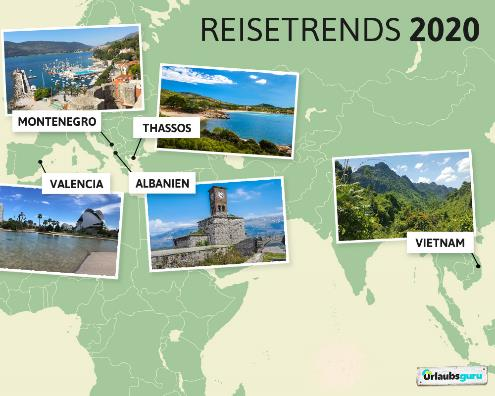 REISETRENDS 2020
MONTENEGRO
THASSOS
VALENCIA
ALBANIEN
VIETNAM
Urlaubsguru